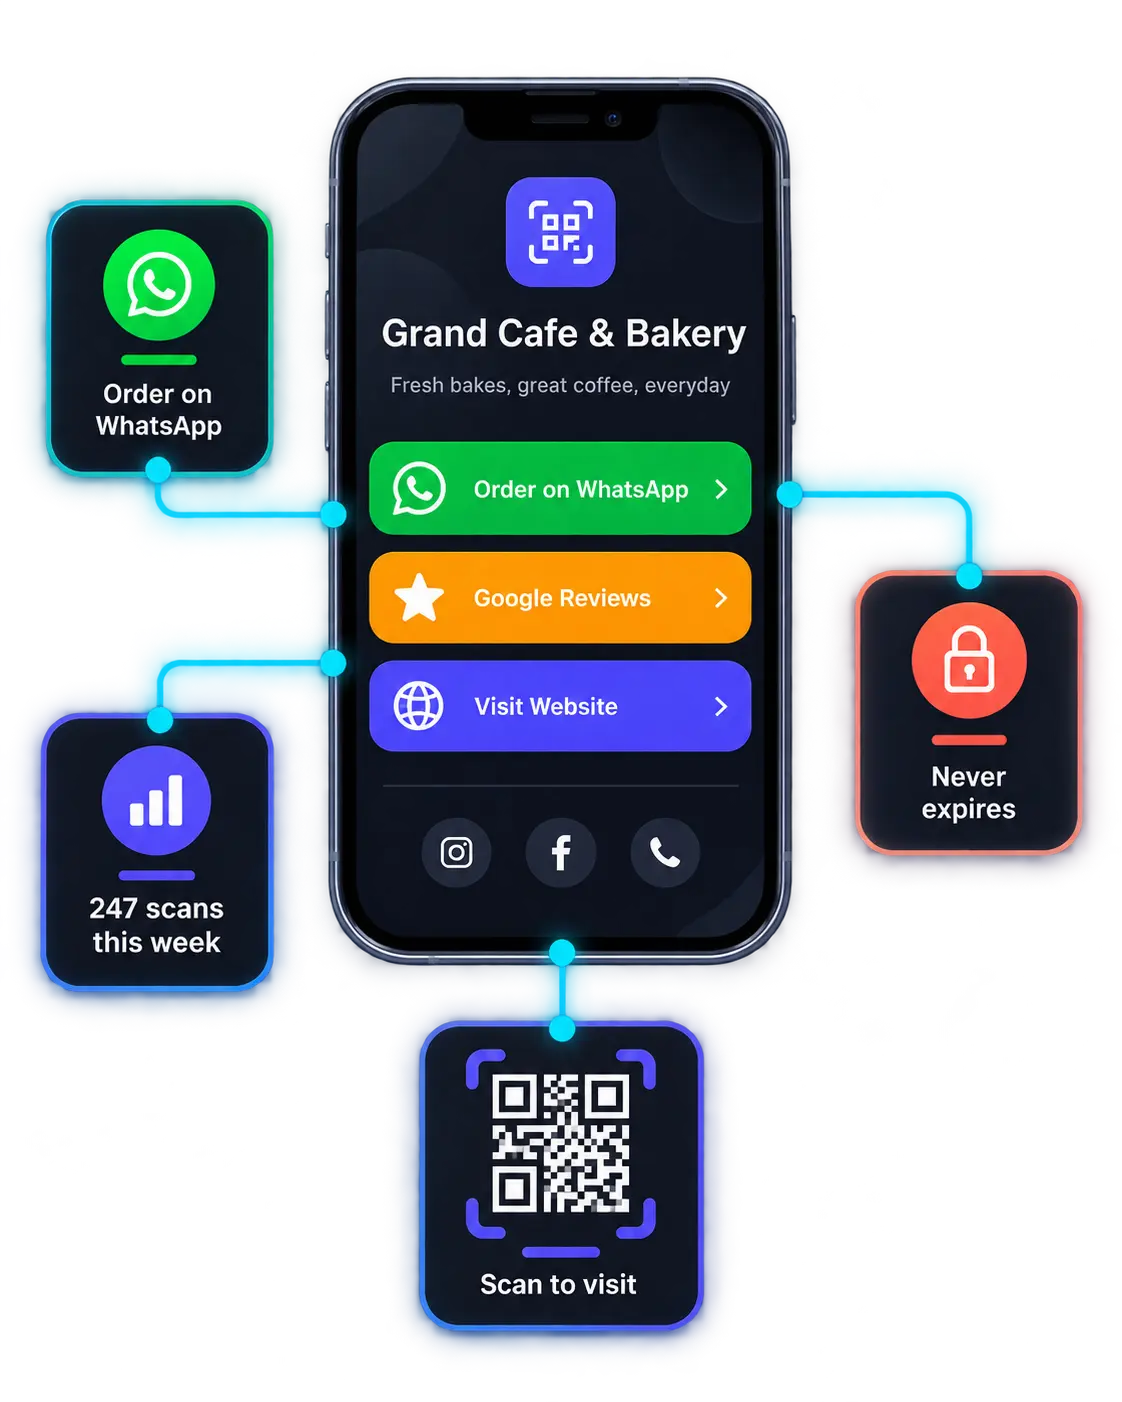 Grand Cafe & Bakery
Fresh bakes, great coffee, everyday
Order on WhatsApp
Google Reviews
Visit Website
Order on
WhatsApp
247 scans
this week
Never
expires
Scan to visit